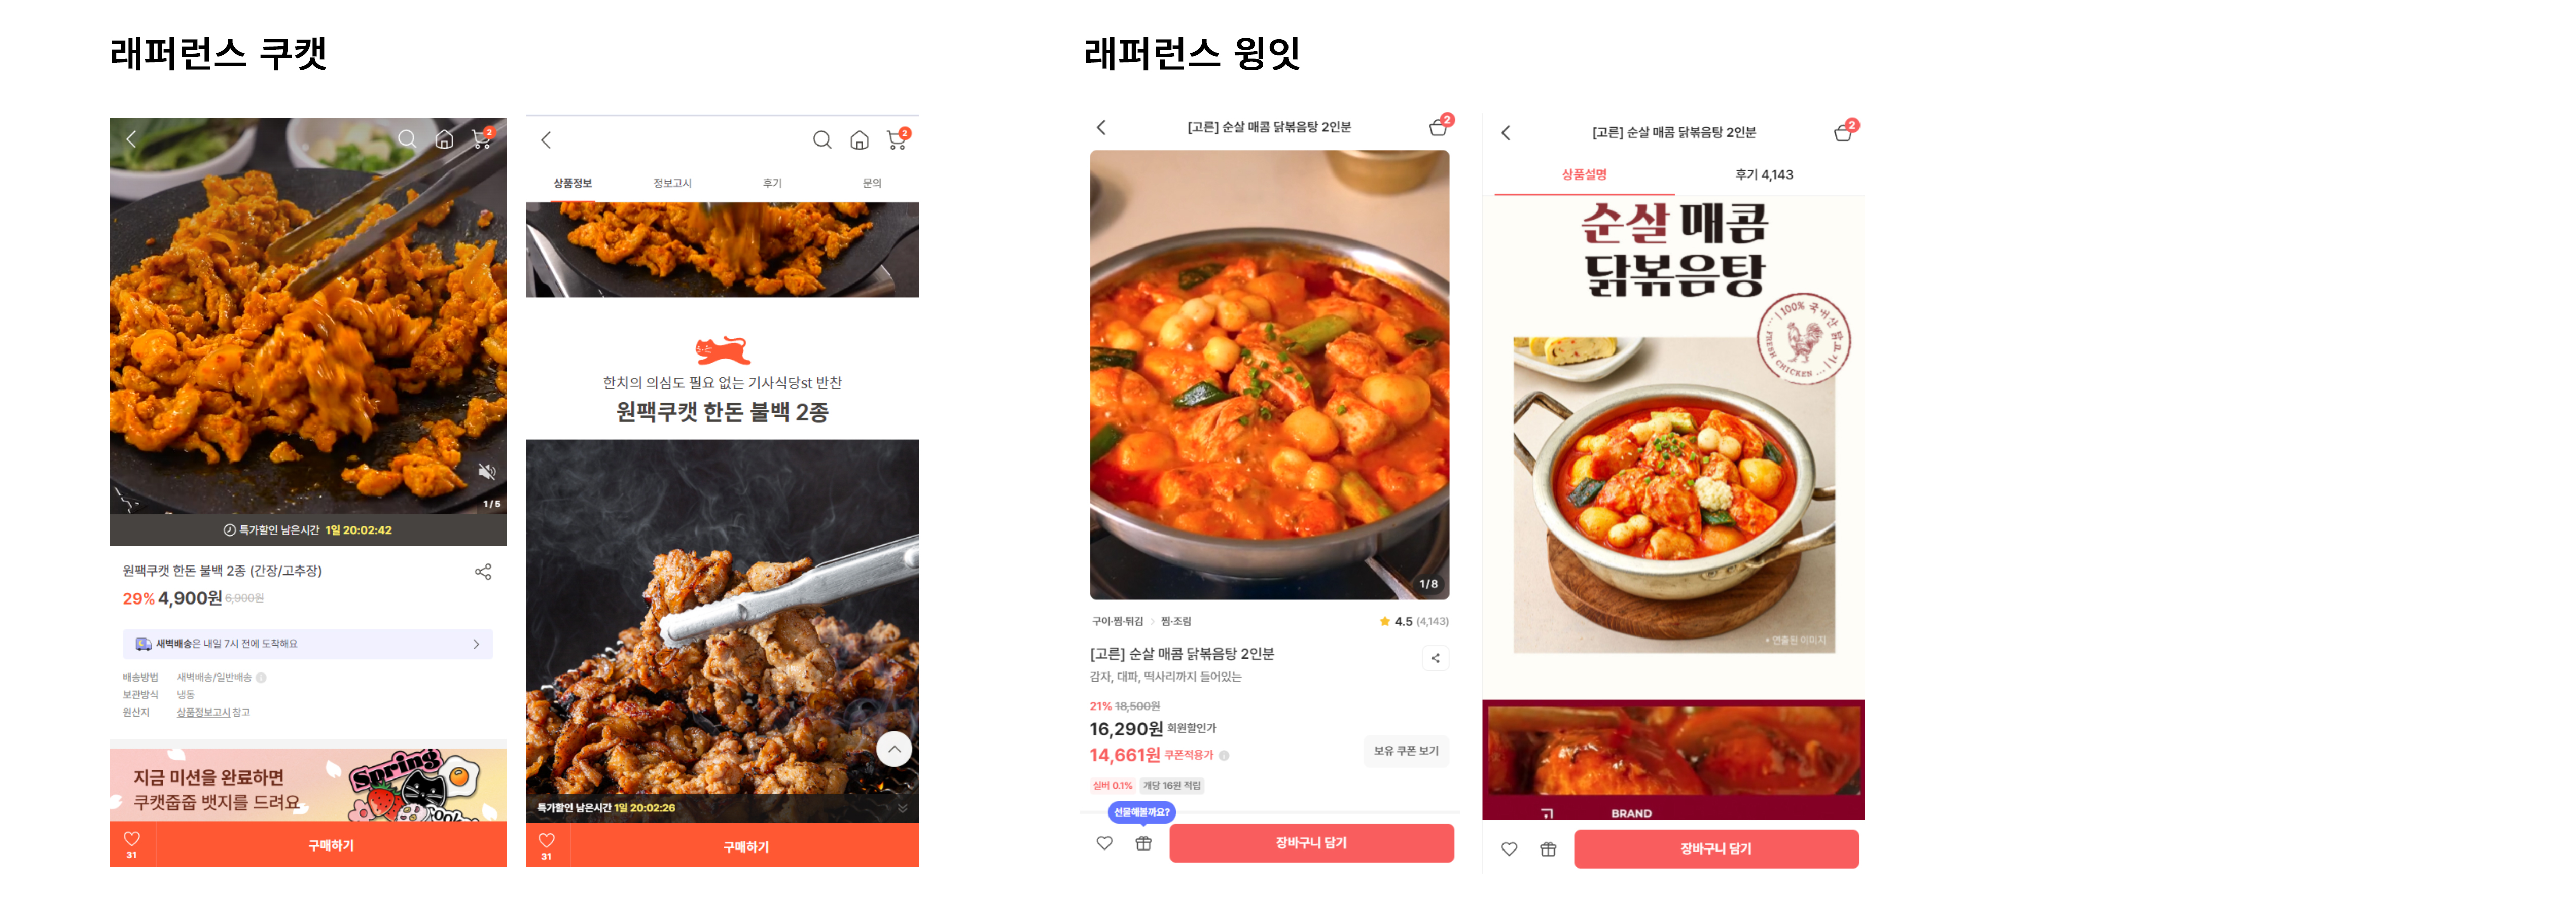 래퍼런스 쿠캣
2
1/5
특가할인 남은시간 1일 20:02:42
원팩쿠캣 한돈 불백 2종 (간장/고추장)
29% 4,900원 6,900원
새벽배송은 내일 7시 전에 도착해요
배송방법 새벽배송/일반배송
보관방식 냉동
원산지 상품정보고시 참고
지금 미션을 완료하면
쿠캣줍줍 뱃지를 드려요
Spring
31
구매하기
2
상품정보 정보고시 후기 문의
한치의 의심도 필요 없는 기사식당st 반찬
원팩쿠캣 한돈 불백 2종
특가할인 남은시간 1일 20:02:26
31
구매하기
래퍼런스 윙잇
[고른] 순살 매콤 닭볶음탕 2인분
2
1/8
구이·찜·튀김 > 찜·조림
4.5 (4,143)
[고른] 순살 매콤 닭볶음탕 2인분
감자, 대파, 떡사리까지 들어있는
21% 18,500원
16,290원 회원할인가
14,661원 쿠폰적용가
보유 쿠폰 보기
실버 0.1% 개당 16원 적립
선물해볼까요?
장바구니 담기
[고른] 순살 매콤 닭볶음탕 2인분
2
상품설명 후기 4,143
순살 매콤
닭볶음탕
100% 국내산 닭고기
FRESH CHICKEN
* 연출된 이미지
BRAND
장바구니 담기